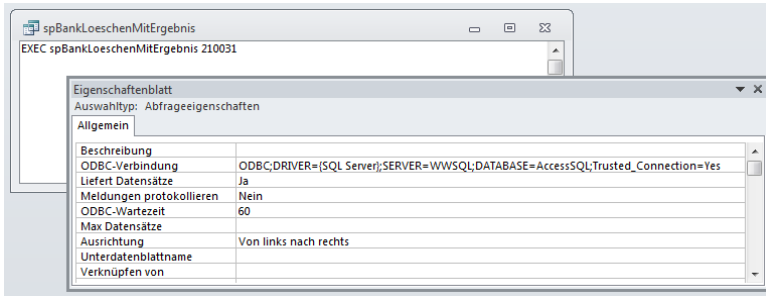 spBankLoeschenMitErgebnis
EXEC spBankLoeschenMitErgebnis 210031
Eigenschaftenblatt
Auswahltyp: Abfrageeigenschaften
Allgemein
Beschreibung
ODBC-Verbindung ODBC;DRIVER={SQL Server};SERVER=WWSQL;DATABASE=AccessSQL;Trusted_Connection=Yes
Liefert Datensätze Ja
Meldungen protokollieren Nein
ODBC-Wartezeit 60
Max Datensätze
Ausrichtung Von links nach rechts
Unterdatenblattname
Verknüpfen von